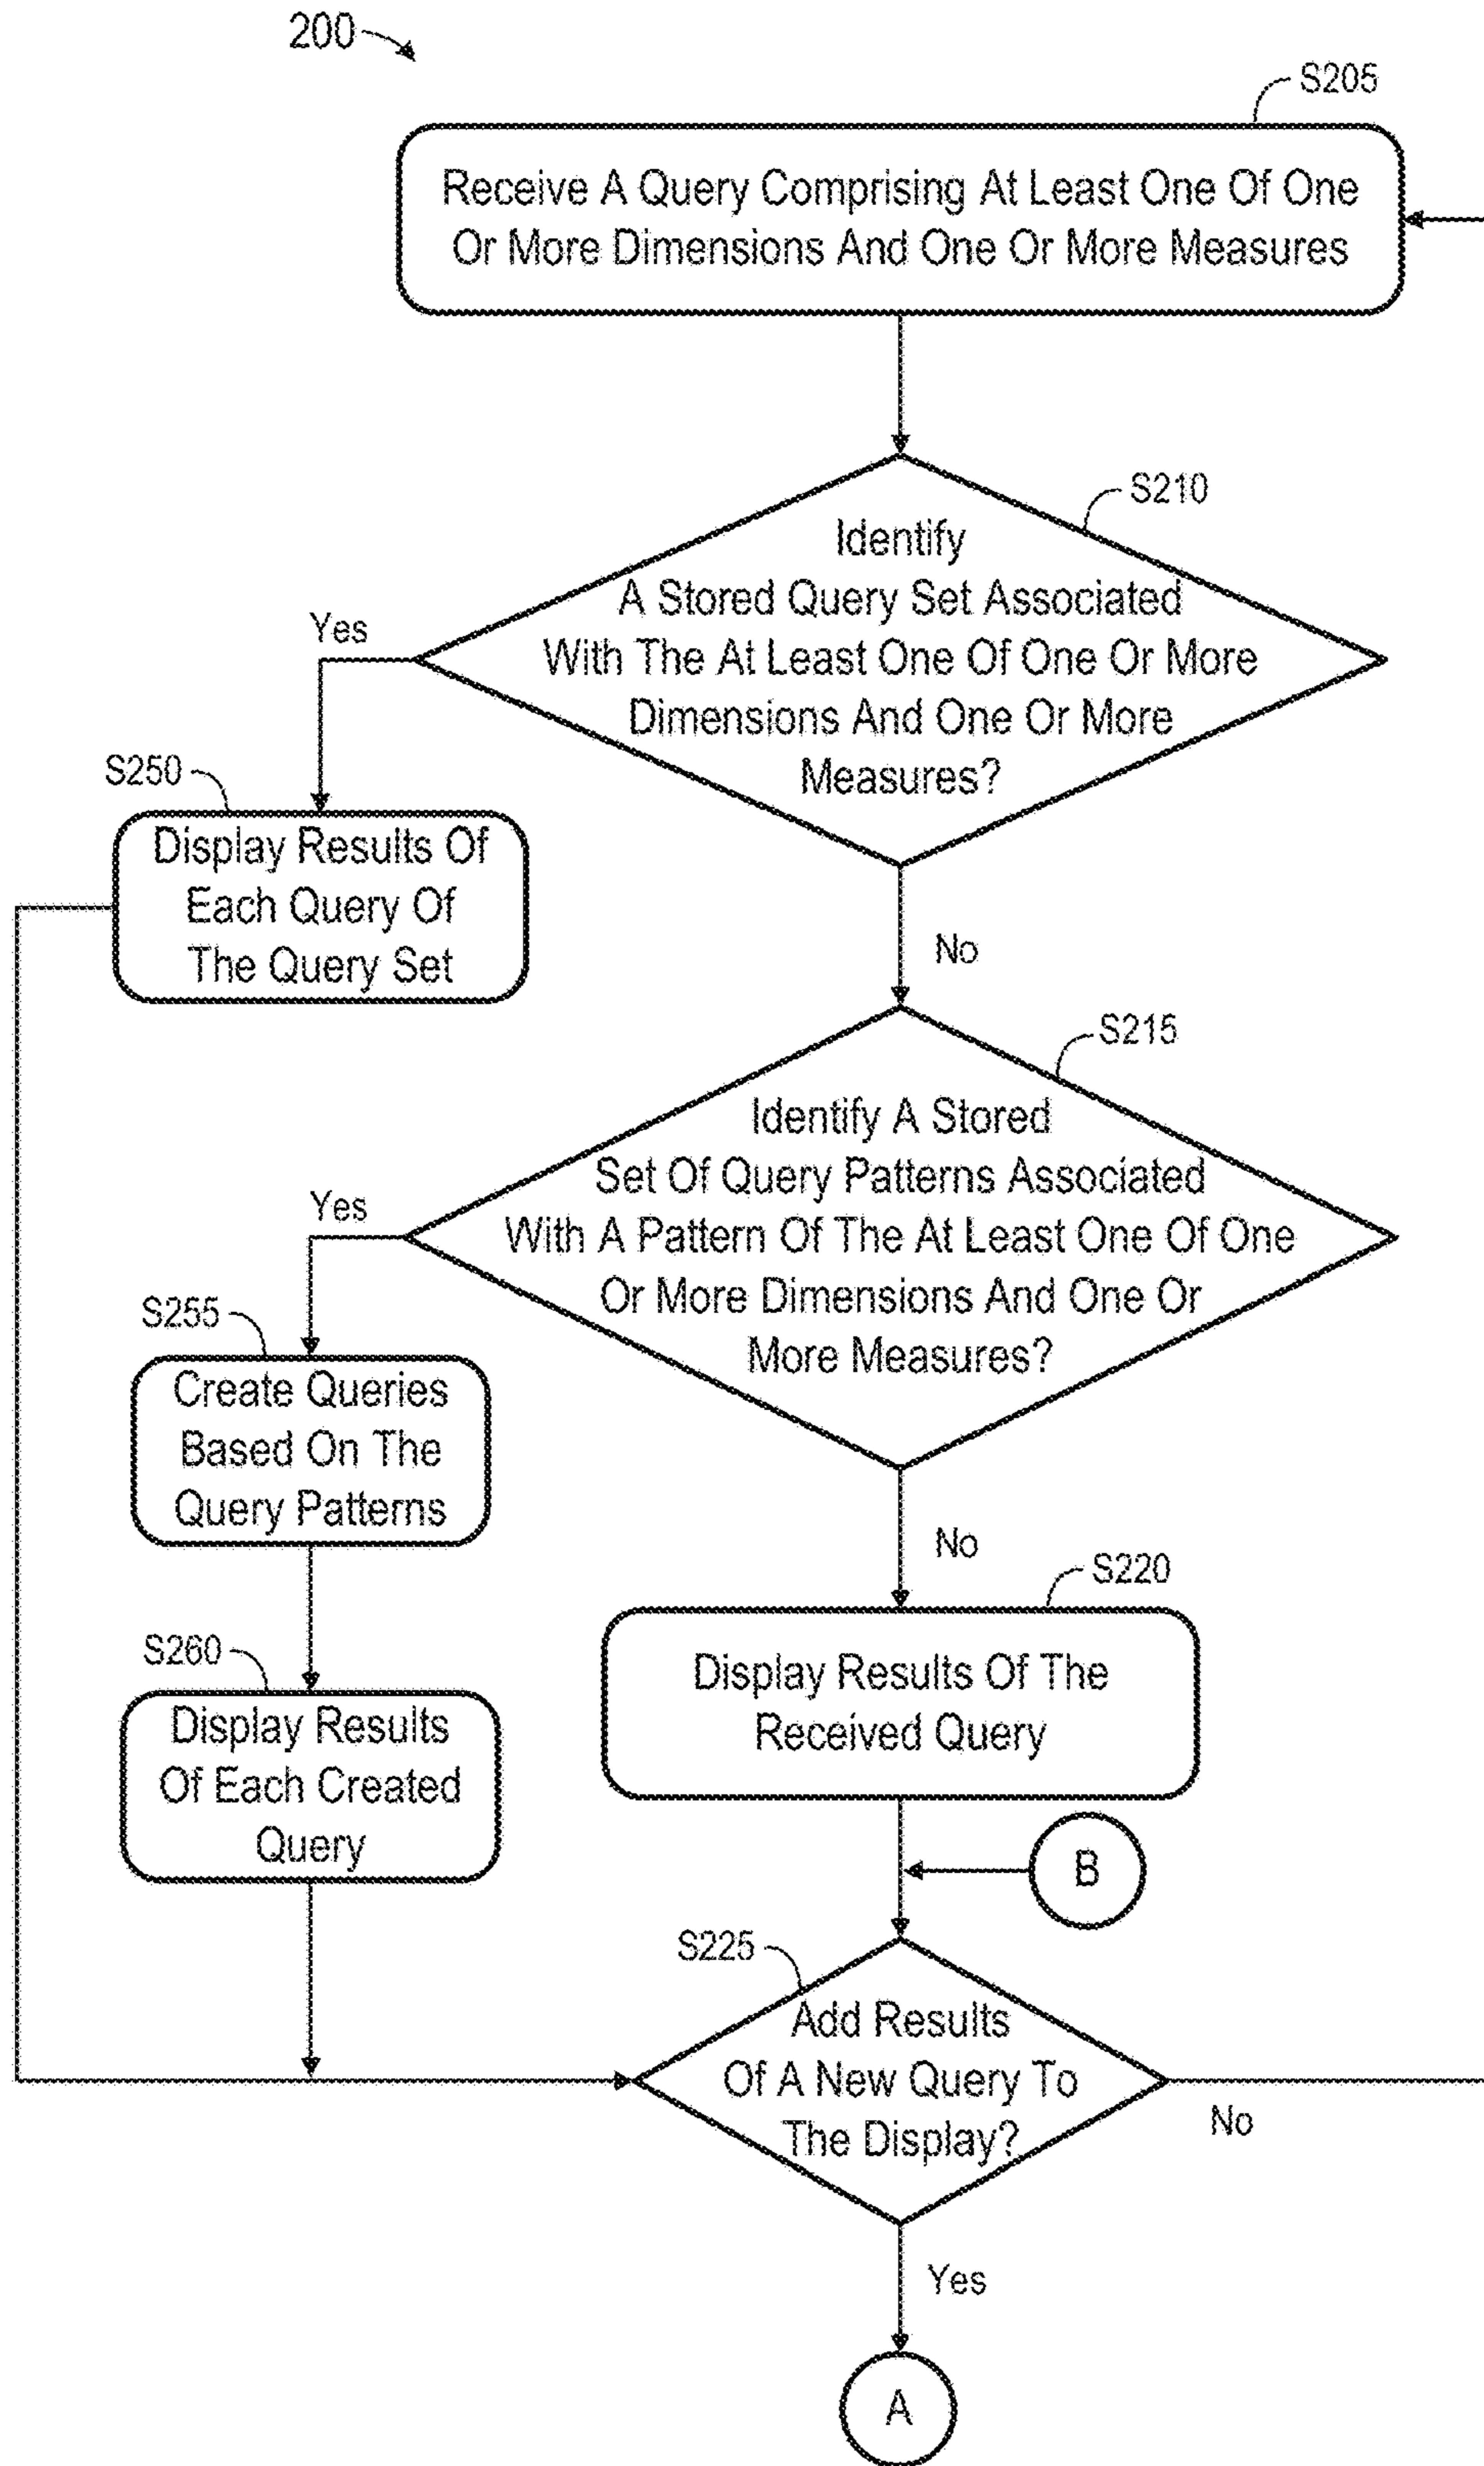 200
S205
Receive A Query Comprising At Least One Of One
Or More Dimensions And One Or More Measures
S210
Identify
A Stored Query Set Associated
With The At Least One Of One Or More
Dimensions And One Or More
Measures?
Yes
S250
Display Results Of
Each Query Of
The Query Set
No
S215
Identify A Stored
Set Of Query Patterns Associated
With A Pattern Of The At Least One Of One
Or More Dimensions And One Or
More Measures?
Yes
S255
Create Queries
Based On The
Query Patterns
No
S220
Display Results Of The
Received Query
S260
Display Results
Of Each Created
Query
B
S225
Add Results
Of A New Query To
The Display?
No
Yes
A